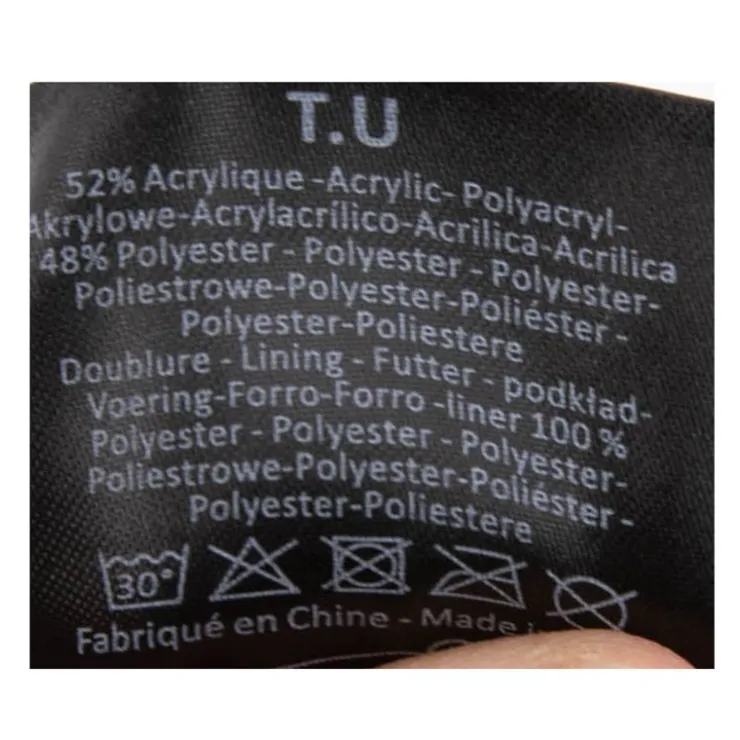 T.U
52% Acrylique -Acrylic- Polyacryl-
Akrylowe-Acrylacrílico-Acrilica-Acrilica
48% Polyester - Polyester - Polyester-
Poliestrowe-Polyester-Poliéster -
Polyester-Poliestere
Doublure - Lining - Futter - podkład-
Voering-Forro-Forro -liner 100 %
Polyester - Polyester - Polyester-
Poliestrowe-Polyester-Poliéster -
Polyester-Poliestere
30°
Fabriqué en Chine - Made